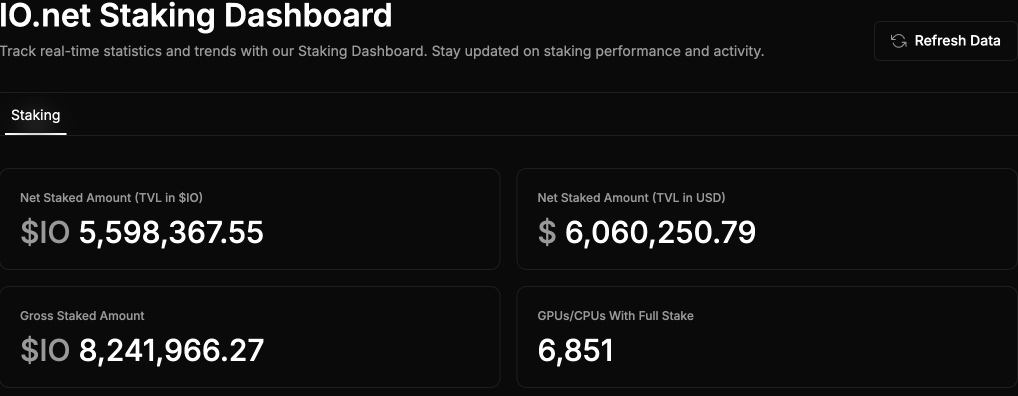 IO.net Staking Dashboard
Track real-time statistics and trends with our Staking Dashboard. Stay updated on staking performance and activity.
Refresh Data
Staking
Net Staked Amount (TVL in $IO)
$IO 5,598,367.55
Net Staked Amount (TVL in USD)
$ 6,060,250.79
Gross Staked Amount
$IO 8,241,966.27
GPUs/CPUs With Full Stake
6,851